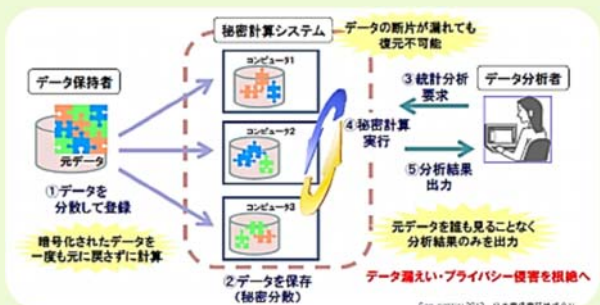 秘密計算システム
データの断片が漏れても
復元不可能
データ保持者
元データ
①データを
分散して登録
暗号化されたデータを
一度も元に戻さずに計算
コンピュータ1
コンピュータ2
コンピュータ3
②データを保存
(秘密分散)
④秘密計算
実行
③統計分析
要求
データ分析者
⑤分析結果
出力
元データを誰も見ることなく
分析結果のみを出力
データ漏えい・プライバシー侵害を根絶へ